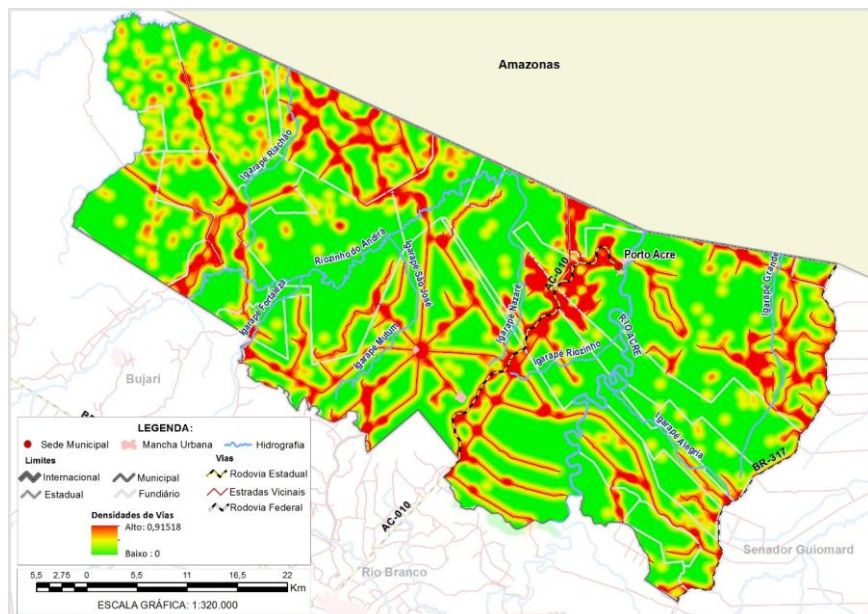 Amazonas
Igarapé Riachão
Riozinho do Andirá
Igarapé São José
Igarapé Fortaleza
Igarapé Mutum
Igarapé Nazaré
AC-010
Porto Acre
RIO ACRE
Igarapé Riozinho
Igarapé Grande
Igarapé Alegria
BR-317
Bujari
AC-010
Rio Branco
Senador Guiomard
LEGENDA:
Sede Municipal Mancha Urbana Hidrografia
Limites Vias
Internacional Municipal Rodovia Estadual
Estadual Fundiário Estradas Vicinais
Rodovia Federal
Densidades de Vias
Alto: 0,91518
Baixo : 0
5,5 2,75 0 5,5 11 16,5 22
Km
ESCALA GRÁFICA: 1:320.000